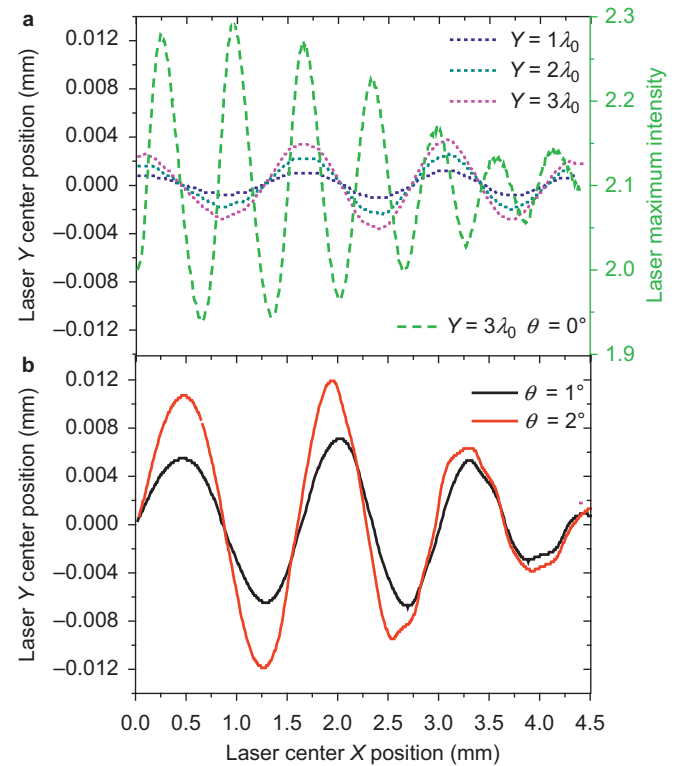 a
0.012
0.008
0.004
0.000
−0.004
−0.008
−0.012
Laser Y center position (mm)
Y = 1λ₀
Y = 2λ₀
Y = 3λ₀
Y = 3λ₀ θ = 0°
2.3
2.2
2.1
2.0
1.9
Laser maximum intensity
b
0.012
0.008
0.004
0.000
−0.004
−0.008
−0.012
Laser Y center position (mm)
θ = 1°
θ = 2°
0.0 0.5 1.0 1.5 2.0 2.5 3.0 3.5 4.0 4.5
Laser center X position (mm)